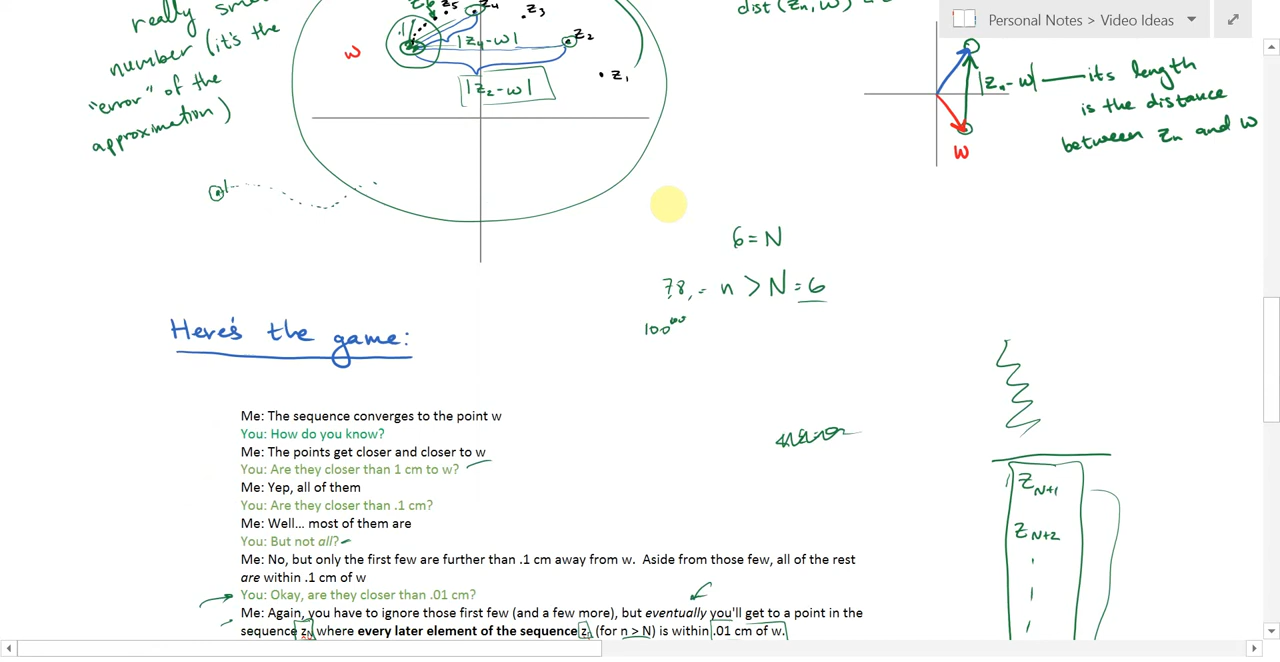 really
number (it's the
"error" of the
approximation)
w
z5
z4
z3
z2
z1
|z4-w|
|z2-w|
dist (zn, w)
Personal Notes > Video Ideas
|zn-w| its length
is the distance
between zn and w
w
6 = N
7, 8, n > N = 6
Here's the game:
Me: The sequence converges to the point w
You: How do you know?
Me: The points get closer and closer to w
You: Are they closer than 1 cm to w?
Me: Yep, all of them
You: Are they closer than .1 cm?
Me: Well... most of them are
You: But not all?
Me: No, but only the first few are further than .1 cm away from w. Aside from those few, all of the rest
are within .1 cm of w
You: Okay, are they closer than .01 cm?
Me: Again, you have to ignore those first few (and a few more), but eventually you'll get to a point in the
sequence zN where every later element of the sequence zn (for n > N) is within .01 cm of w.
zN+1
zN+2